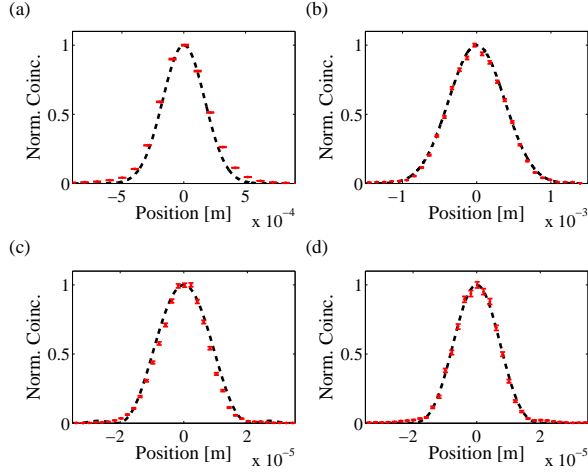 (a)
(b)
Norm. Coinc.
1
0.5
0
−5
0
5
Position [m]
x 10⁻⁴
Norm. Coinc.
1
0.5
0
−1
0
1
Position [m]
x 10⁻³
(c)
(d)
Norm. Coinc.
1
0.5
0
−2
0
2
Position [m]
x 10⁻⁵
Norm. Coinc.
1
0.5
0
−2
0
2
Position [m]
x 10⁻⁵